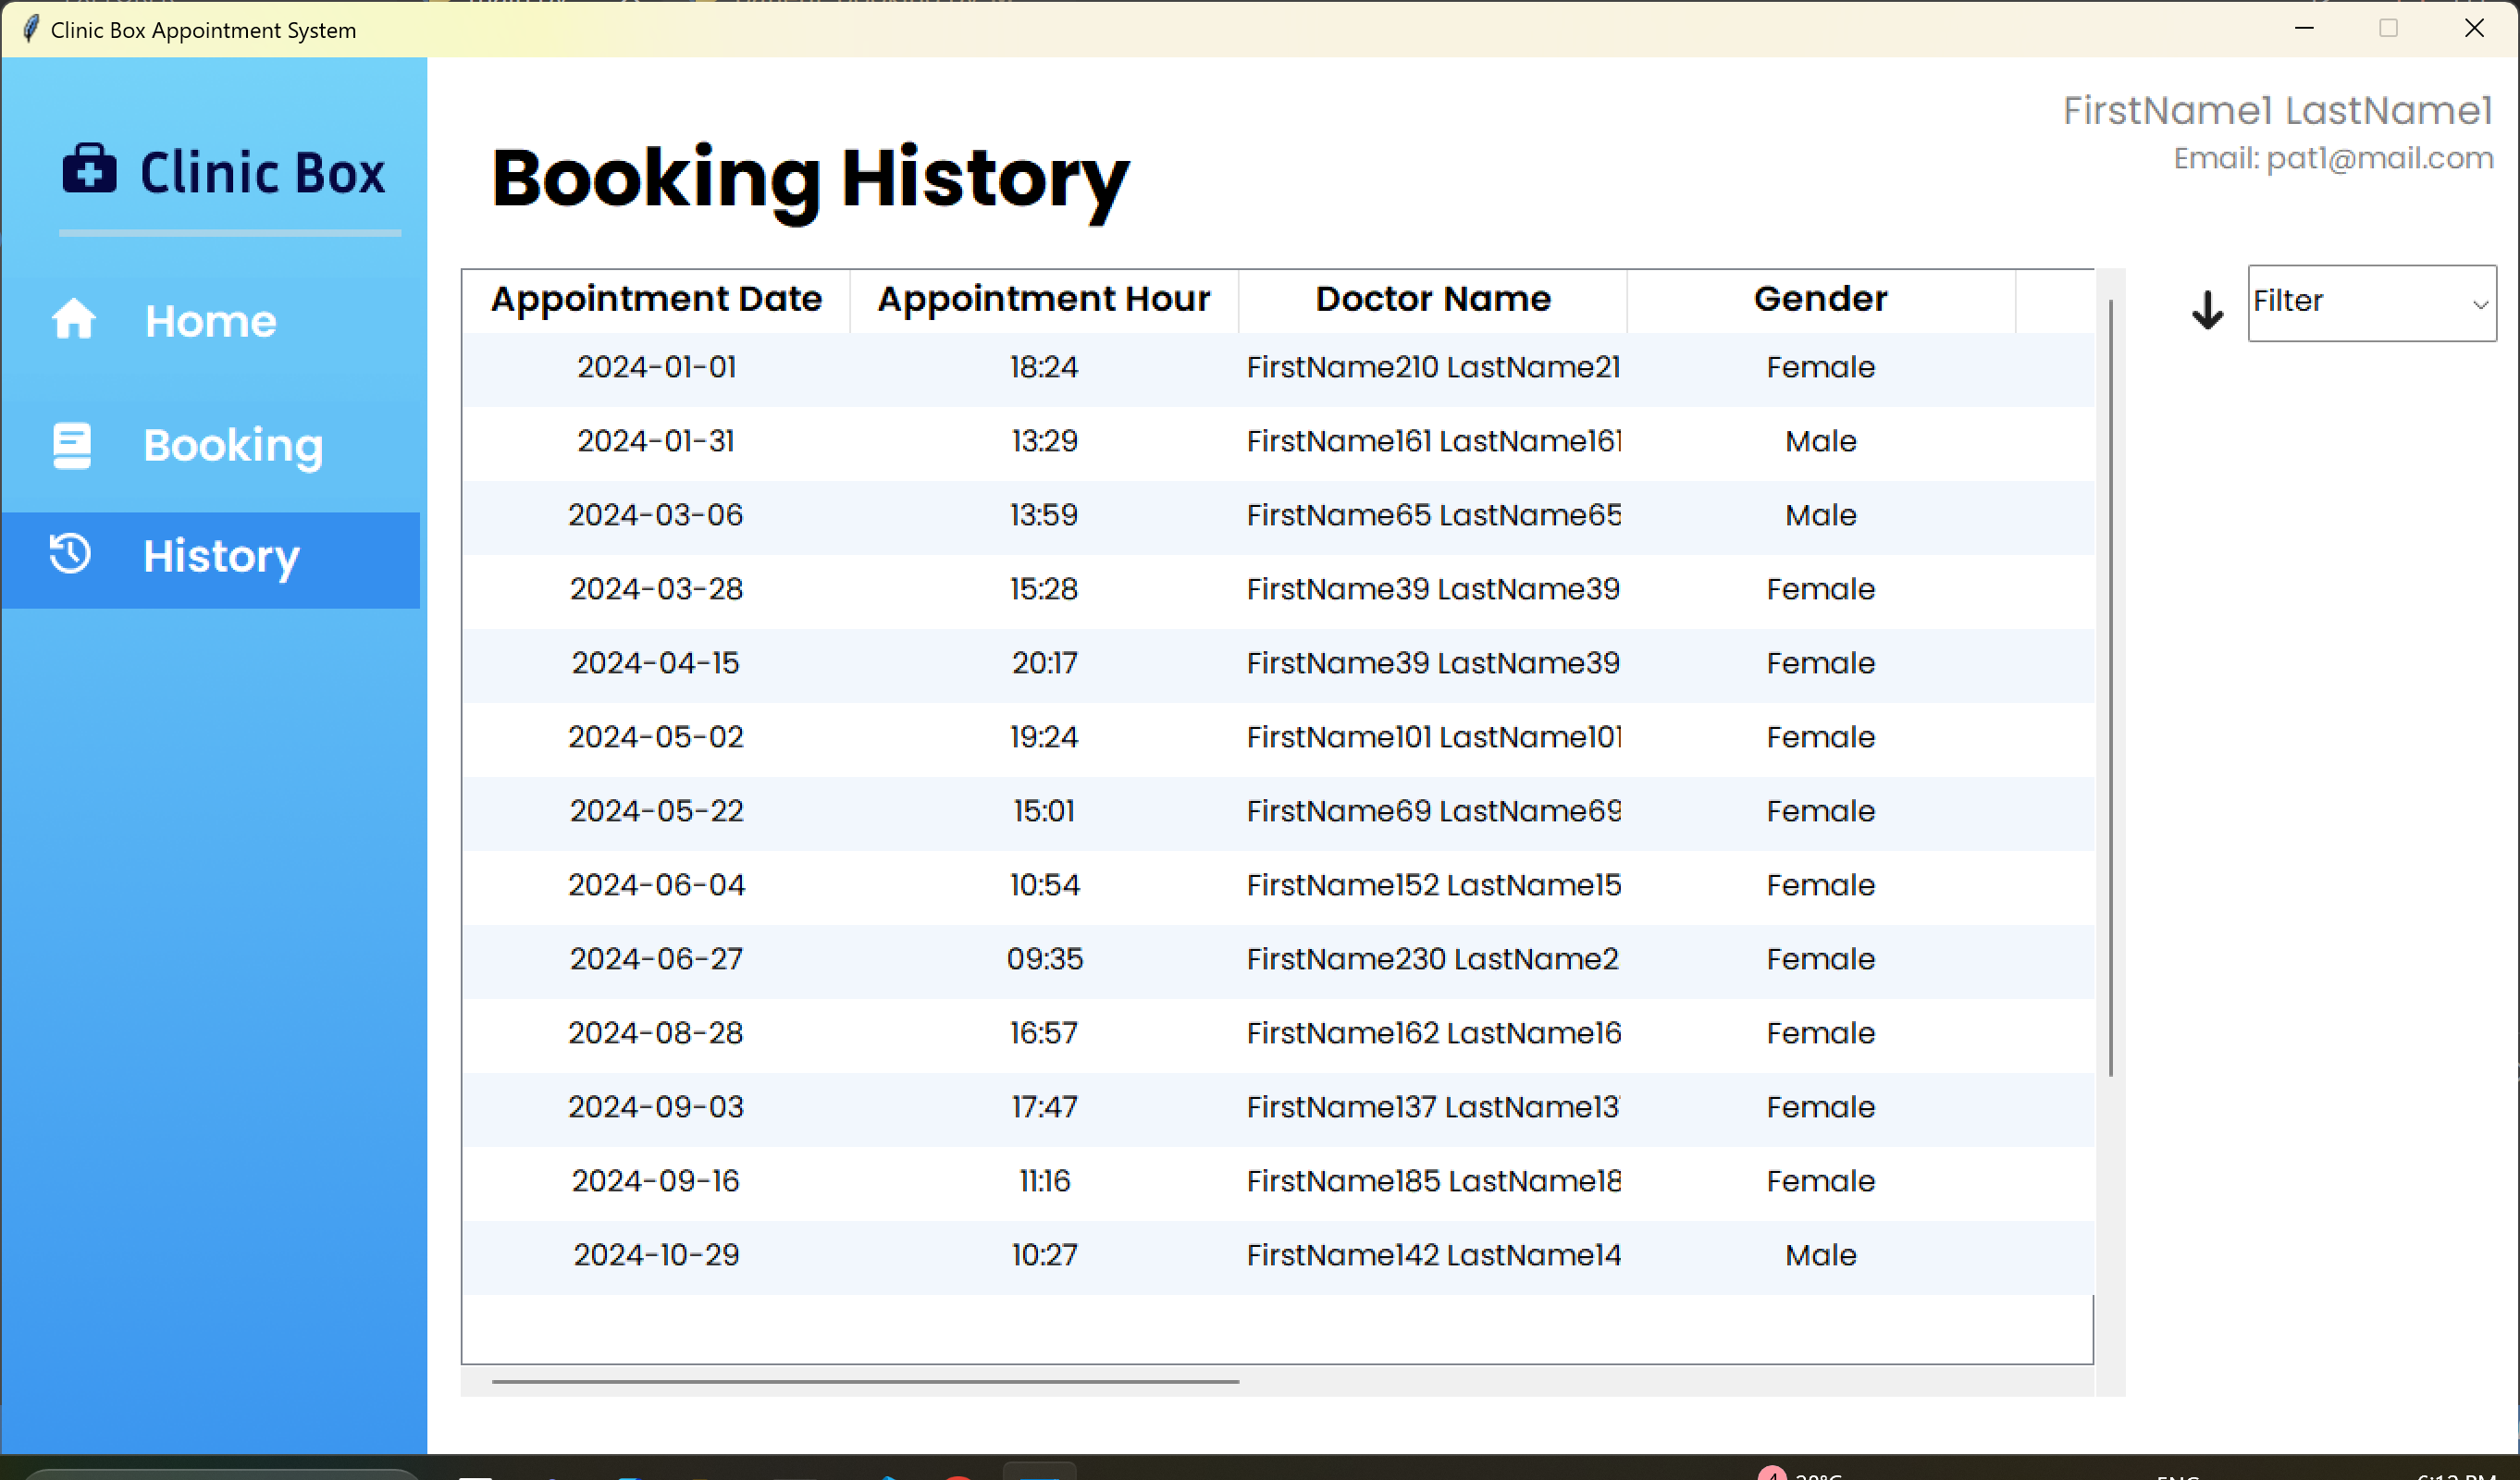 Clinic Box Appointment System
FirstName1 LastName1
Email: pat1@mail.com
Clinic Box
Booking History
Home
Booking
History
Filter
Appointment Date Appointment Hour Doctor Name Gender
2024-01-01 18:24 FirstName210 LastName21 Female
2024-01-31 13:29 FirstName161 LastName161 Male
2024-03-06 13:59 FirstName65 LastName65 Male
2024-03-28 15:28 FirstName39 LastName39 Female
2024-04-15 20:17 FirstName39 LastName39 Female
2024-05-02 19:24 FirstName101 LastName101 Female
2024-05-22 15:01 FirstName69 LastName69 Female
2024-06-04 10:54 FirstName152 LastName15 Female
2024-06-27 09:35 FirstName230 LastName2 Female
2024-08-28 16:57 FirstName162 LastName16 Female
2024-09-03 17:47 FirstName137 LastName13 Female
2024-09-16 11:16 FirstName185 LastName18 Female
2024-10-29 10:27 FirstName142 LastName14 Male